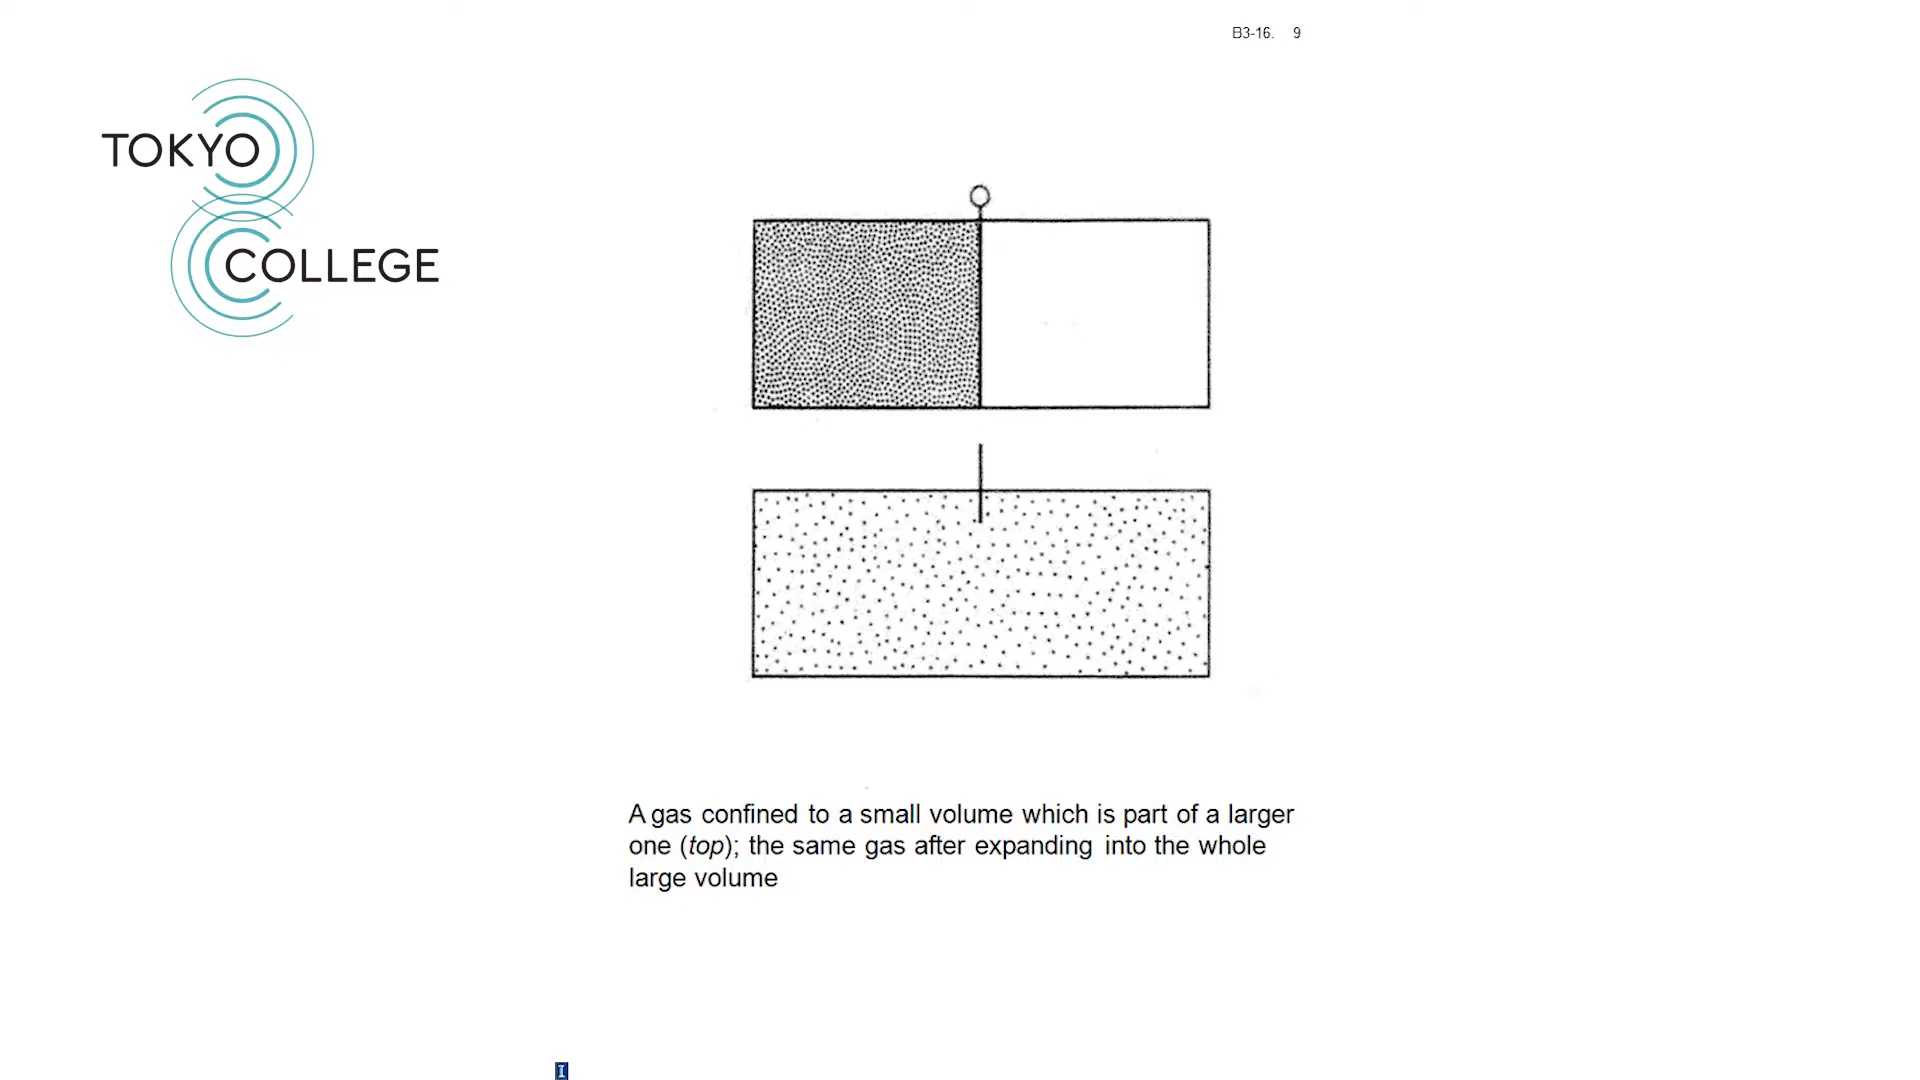 B3-16. 9
TOKYO
COLLEGE
A gas confined to a small volume which is part of a larger
one (top); the same gas after expanding into the whole
large volume